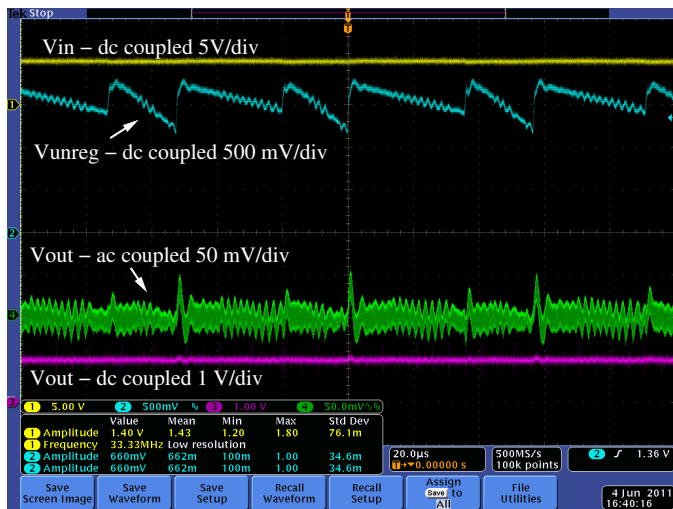 Tek Stop
T
T
Vin – dc coupled 5V/div
1
Vunreg – dc coupled 500 mV/div
2
Vout – ac coupled 50 mV/div
4
Vout – dc coupled 1 V/div
3
1 5.00 V 2 500mV 3 1.00 V 4 50.0mV
Value Mean Min Max Std Dev
1 Amplitude 1.40 V 1.43 1.20 1.80 76.1m
1 Frequency 33.33MHz Low resolution
2 Amplitude 660mV 662m 100m 1.00 34.6m
2 Amplitude 660mV 662m 100m 1.00 34.6m
20.0µs
T→▼0.00000 s
500MS/s
100k points
2 1.36 V
Save Screen Image
Save Waveform
Save Setup
Recall Waveform
Recall Setup
Assign Save to All
File Utilities
4 Jun 2011
16:40:16